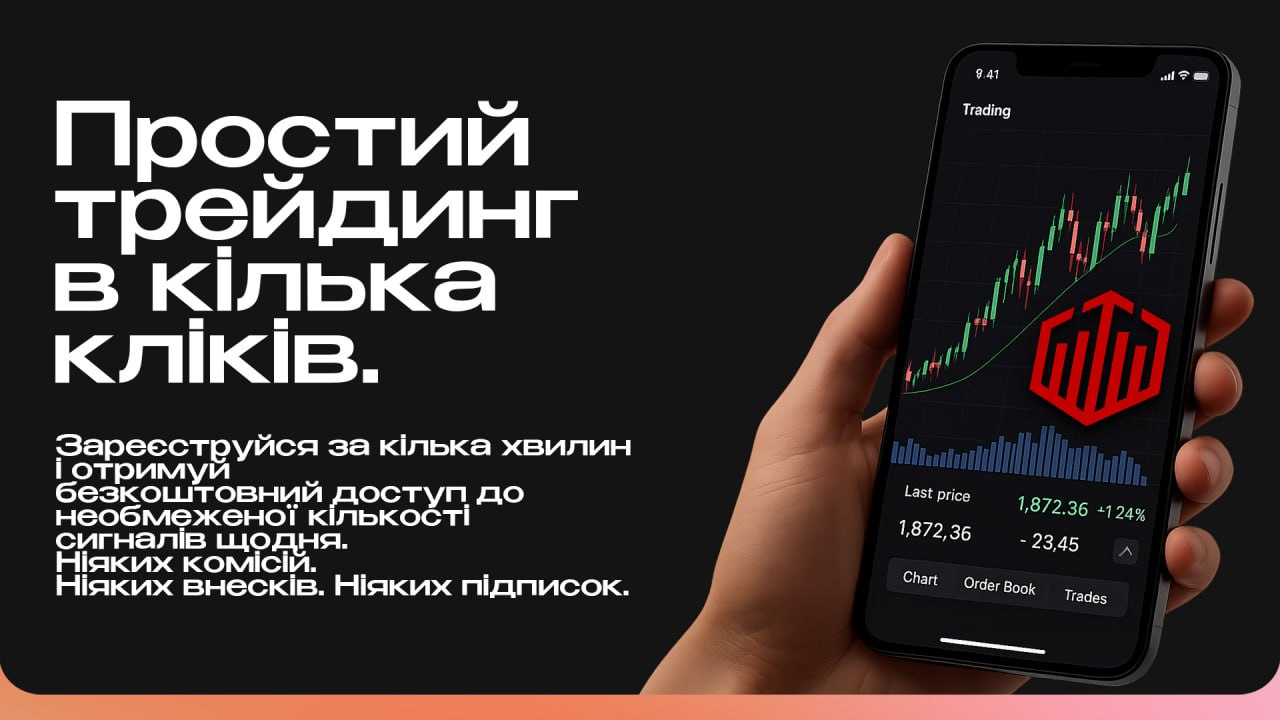 Простий
трейдинг
в кілька
кліків.
Зареєструйся за кілька хвилин
і отримуй
безкоштовний доступ до
необмеженої кількості
сигналів щодня.
Ніяких комісій.
Ніяких внесків. Ніяких підписок.
9.41
Trading
Last price
1,872.36 +1 24%
1,872,36
- 23,45
Chart Order Book Trades